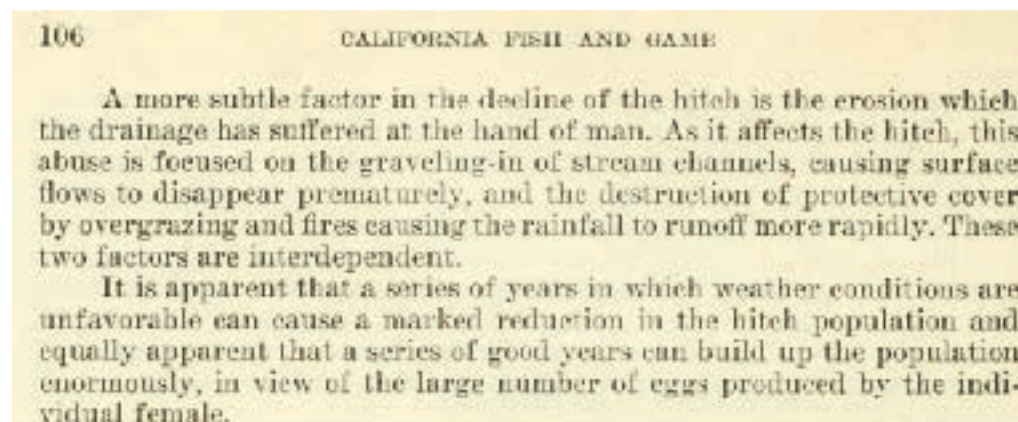 106 CALIFORNIA FISH AND GAME
A more subtle factor in the decline of the hitch is the erosion which
the drainage has suffered at the hand of man. As it affects the hitch, this
abuse is focused on the graveling-in of stream channels, causing surface
flows to disappear prematurely, and the destruction of protective cover
by overgrazing and fires causing the rainfall to runoff more rapidly. These
two factors are interdependent.
It is apparent that a series of years in which weather conditions are
unfavorable can cause a marked reduction in the hitch population and
equally apparent that a series of good years can build up the population
enormously, in view of the large number of eggs produced by the indi-
vidual female.